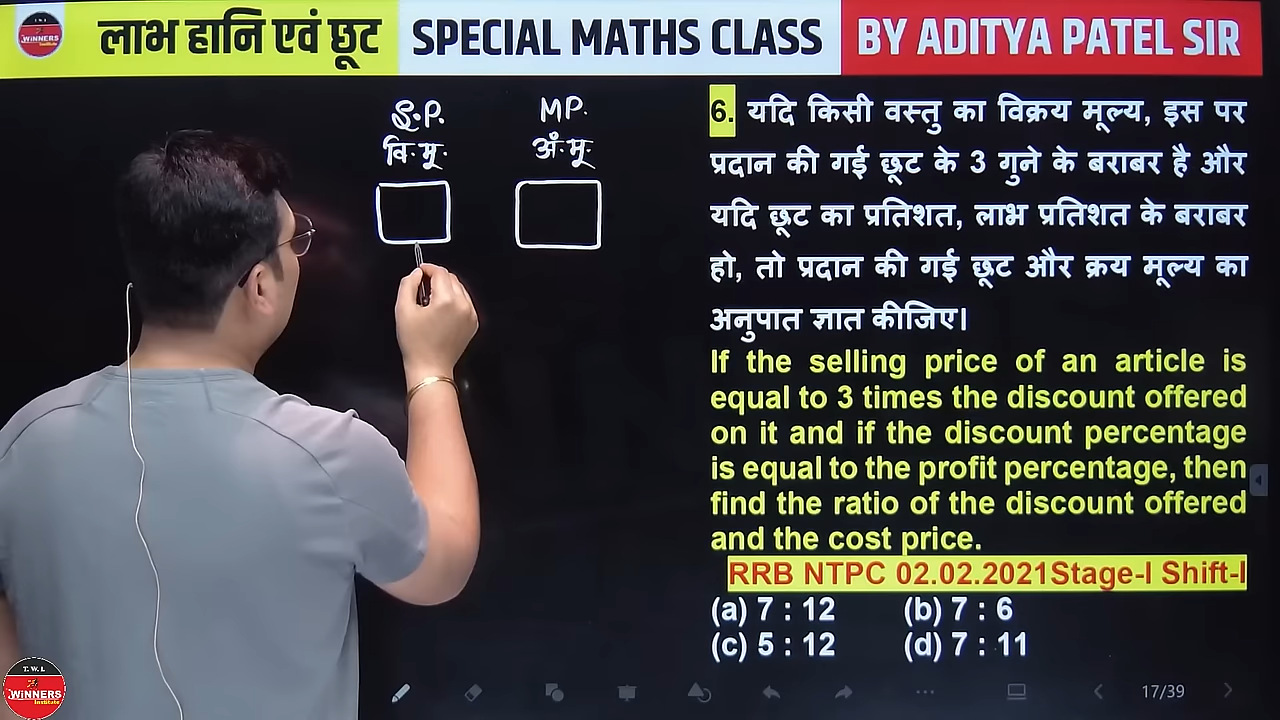 WiNNERS
Institute
लाभ हानि एवं छूट
SPECIAL MATHS CLASS
BY ADITYA PATEL SIR
S.P. MP.
वि.मू. अं.मू.
6. यदि किसी वस्तु का विक्रय मूल्य, इस पर
प्रदान की गई छूट के 3 गुने के बराबर है और
यदि छूट का प्रतिशत, लाभ प्रतिशत के बराबर
हो, तो प्रदान की गई छूट और क्रय मूल्य का
अनुपात ज्ञात कीजिए।
If the selling price of an article is
equal to 3 times the discount offered
on it and if the discount percentage
is equal to the profit percentage, then
find the ratio of the discount offered
and the cost price.
RRB NTPC 02.02.2021Stage-I Shift-I
(a) 7 : 12 (b) 7 : 6
(c) 5 : 12 (d) 7 : 11
17/39
T.W.I.
WiNNERS
Institute